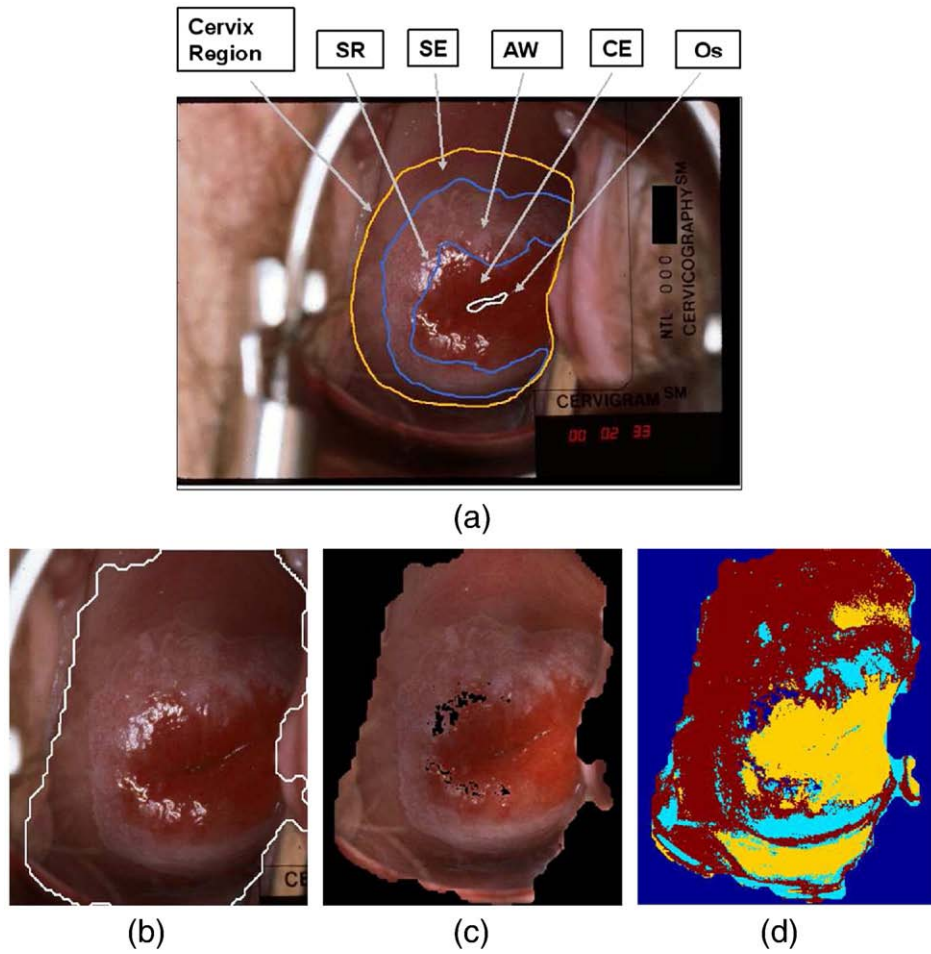 Cervix
Region
SR
SE
AW
CE
Os
NTL 000
CERVICOGRAPHY SM
CERVIGRAM SM
00 02 33
(a)
CE
(b)
(c)
(d)